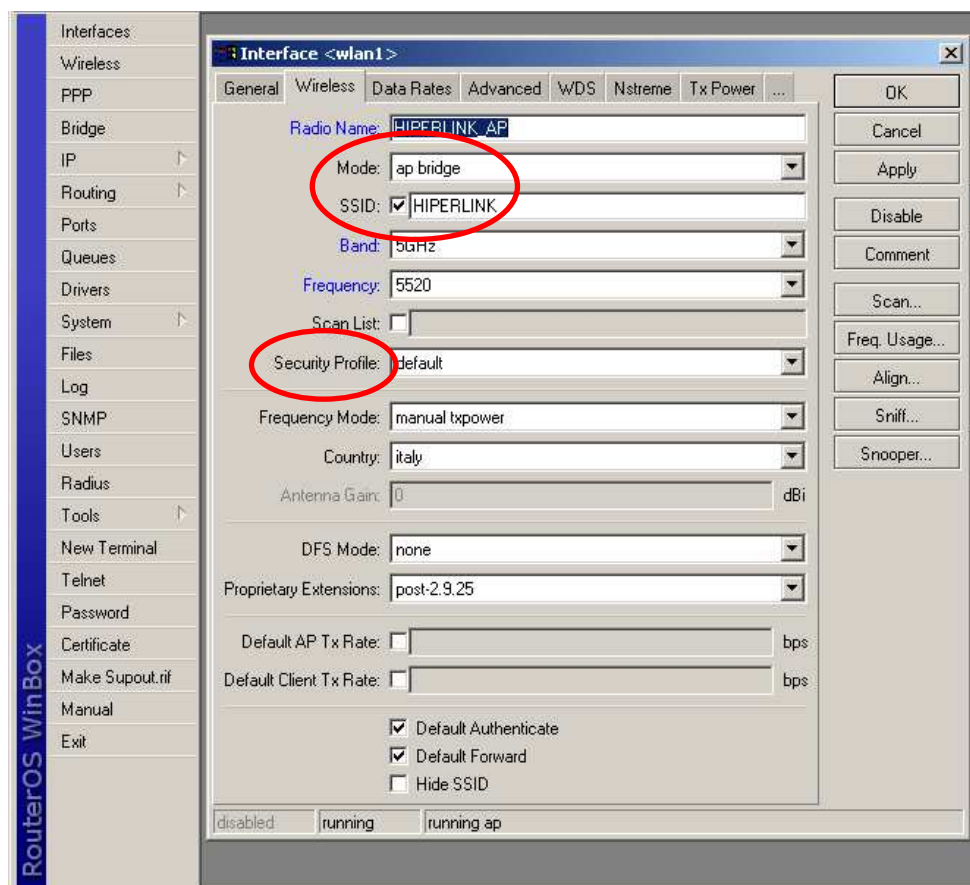 Interfaces
Wireless
PPP
Bridge
IP
Routing
Ports
Queues
Drivers
System
Files
Log
SNMP
Users
Radius
Tools
New Terminal
Telnet
Password
Certificate
Make Supout.rif
Manual
Exit
RouterOS WinBox
Interface <wlan1>
General Wireless Data Rates Advanced WDS Nstreme Tx Power ...
Radio Name: HIPERLINK_AP
Mode: ap bridge
SSID: HIPERLINK
Band: 5GHz
Frequency: 5520
Scan List:
Security Profile: default
Frequency Mode: manual txpower
Country: italy
Antenna Gain: 0 dBi
DFS Mode: none
Proprietary Extensions: post-2.9.25
Default AP Tx Rate: bps
Default Client Tx Rate: bps
Default Authenticate
Default Forward
Hide SSID
disabled running running ap
OK
Cancel
Apply
Disable
Comment
Scan...
Freq. Usage...
Align...
Sniff...
Snooper...